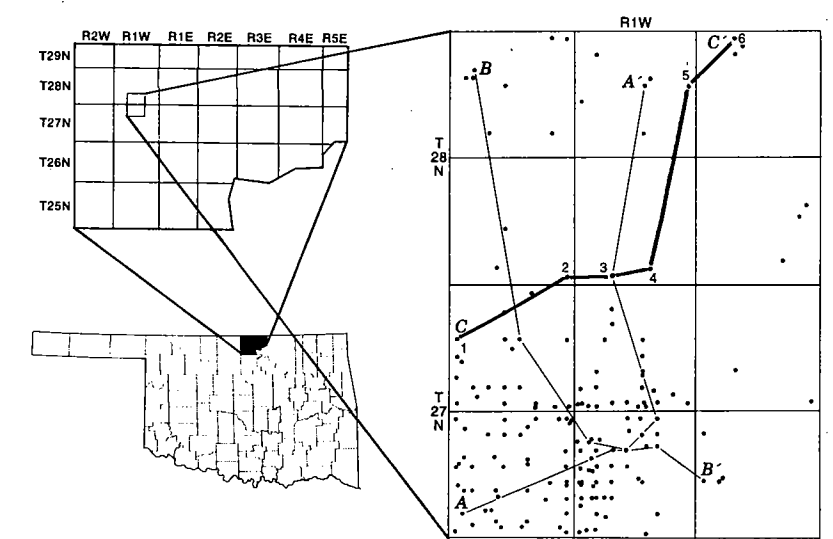 R2W R1W R1E R2E R3E R4E R5E
T29N
T28N
T27N
T26N
T25N
R1W
C´ 6
B
A´
5
T
28
N
2
3
4
C
1
T
27
N
B´
A